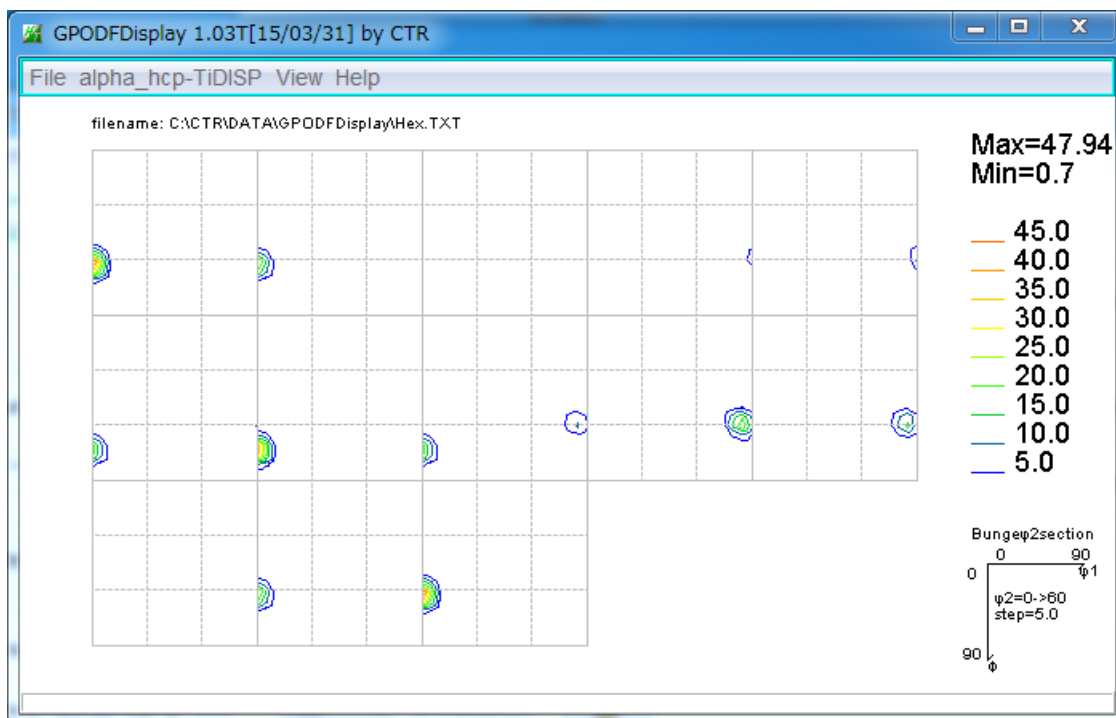 GPODFDisplay 1.03T[15/03/31] by CTR
File alpha_hcp-TiDISP View Help
filename: C:\CTR\DATA\GPODFDisplay\Hex.TXT
Max=47.94
Min=0.7
45.0
40.0
35.0
30.0
25.0
20.0
15.0
10.0
5.0
Bungeφ2section
0 90
0 φ1
φ2=0->60
step=5.0
90
Φ